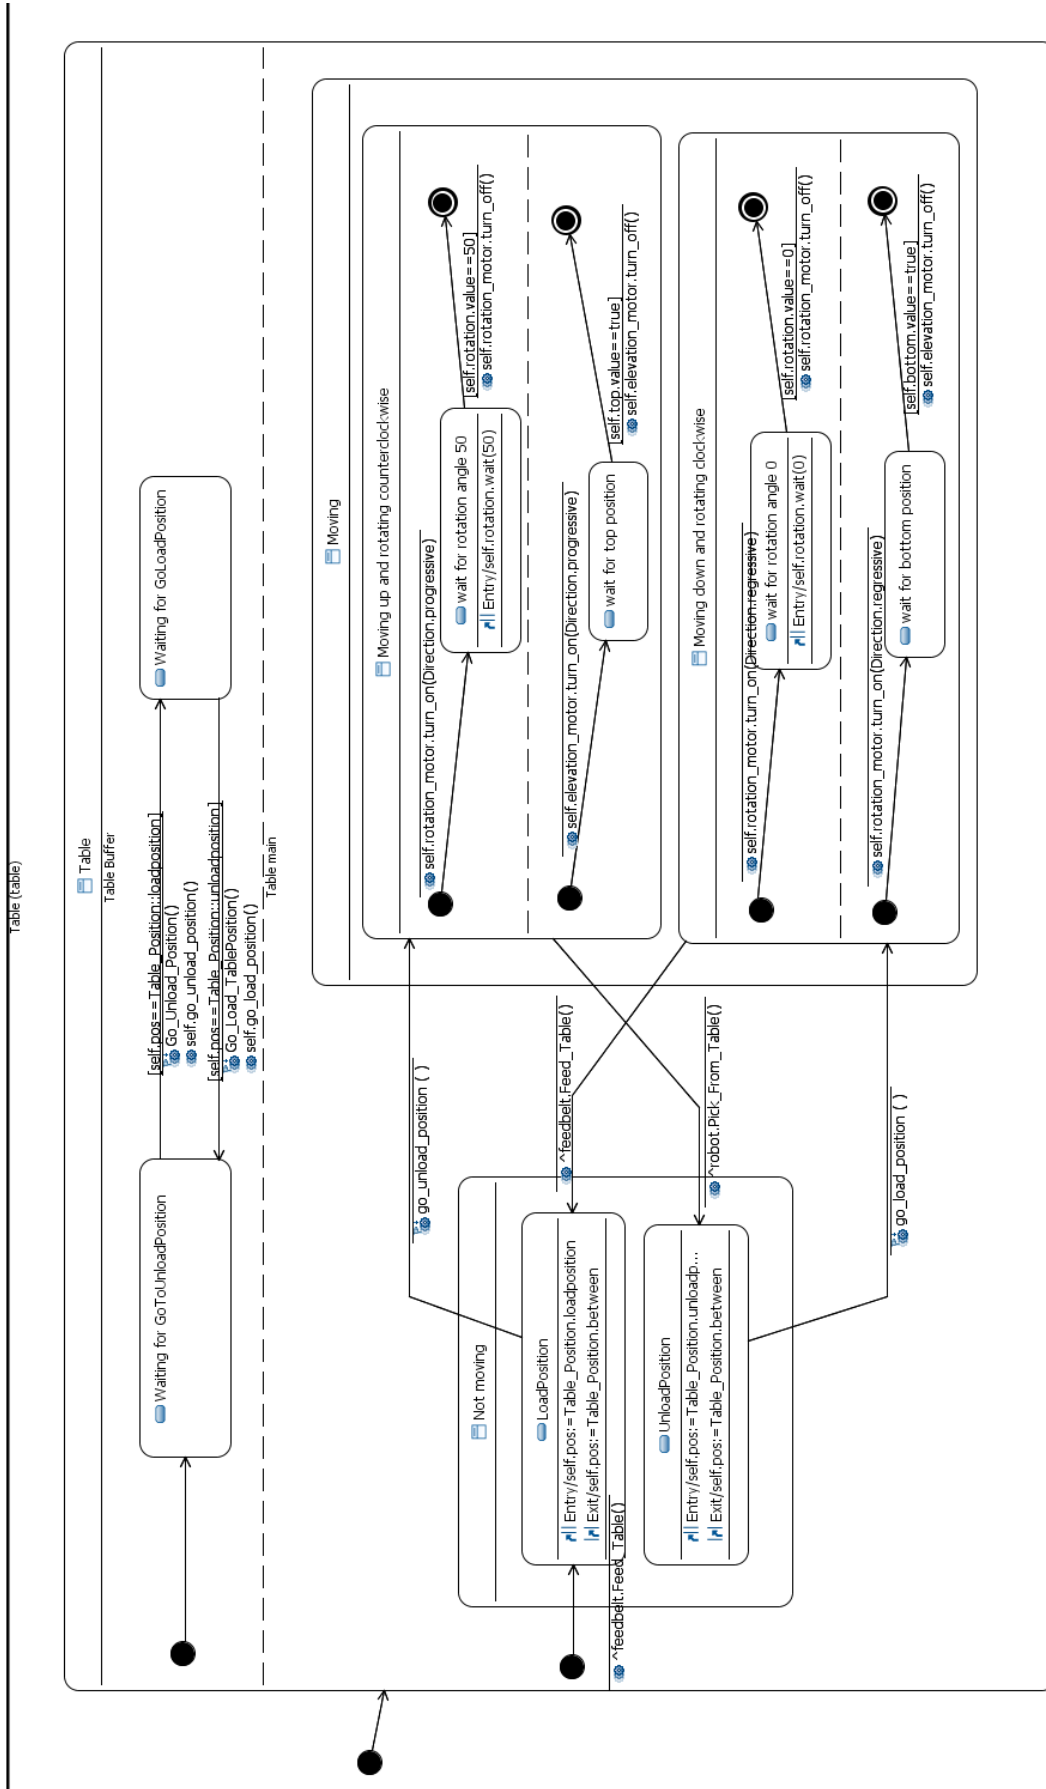 Table (table)
Table
Table Buffer
Waiting for GoToUnloadPosition
[self.pos==Table_Position::loadposition]
Go_Unload_Position()
self.go_unload_position()
[self.pos==Table_Position::unloadposition]
Go_Load_TablePosition()
self.go_load_position()
Waiting for GoLoadPosition
Table main
Moving
Moving up and rotating counterclockwise
self.rotation_motor.turn_on(Direction.progressive)
wait for rotation angle 50
Entry/self.rotation.wait(50)
[self.rotation.value==50]
self.rotation_motor.turn_off()
self.elevation_motor.turn_on(Direction.progressive)
wait for top position
[self.top.value==true]
self.elevation_motor.turn_off()
Moving down and rotating clockwise
self.rotation_motor.turn_on(Direction.regressive)
wait for rotation angle 0
Entry/self.rotation.wait(0)
[self.rotation.value==0]
self.rotation_motor.turn_off()
self.rotation_motor.turn_on(Direction.regressive)
wait for bottom position
[self.bottom.value==true]
self.elevation_motor.turn_off()
go_unload_position ( )
^feedbelt.Feed_Table()
^robot.Pick_From_Table()
go_load_position ( )
Not moving
LoadPosition
Entry/self.pos:=Table_Position.loadposition
Exit/self.pos:=Table_Position.between
^feedbelt.Feed_Table()
UnloadPosition
Entry/self.pos:=Table_Position.unloadp...
Exit/self.pos:=Table_Position.between